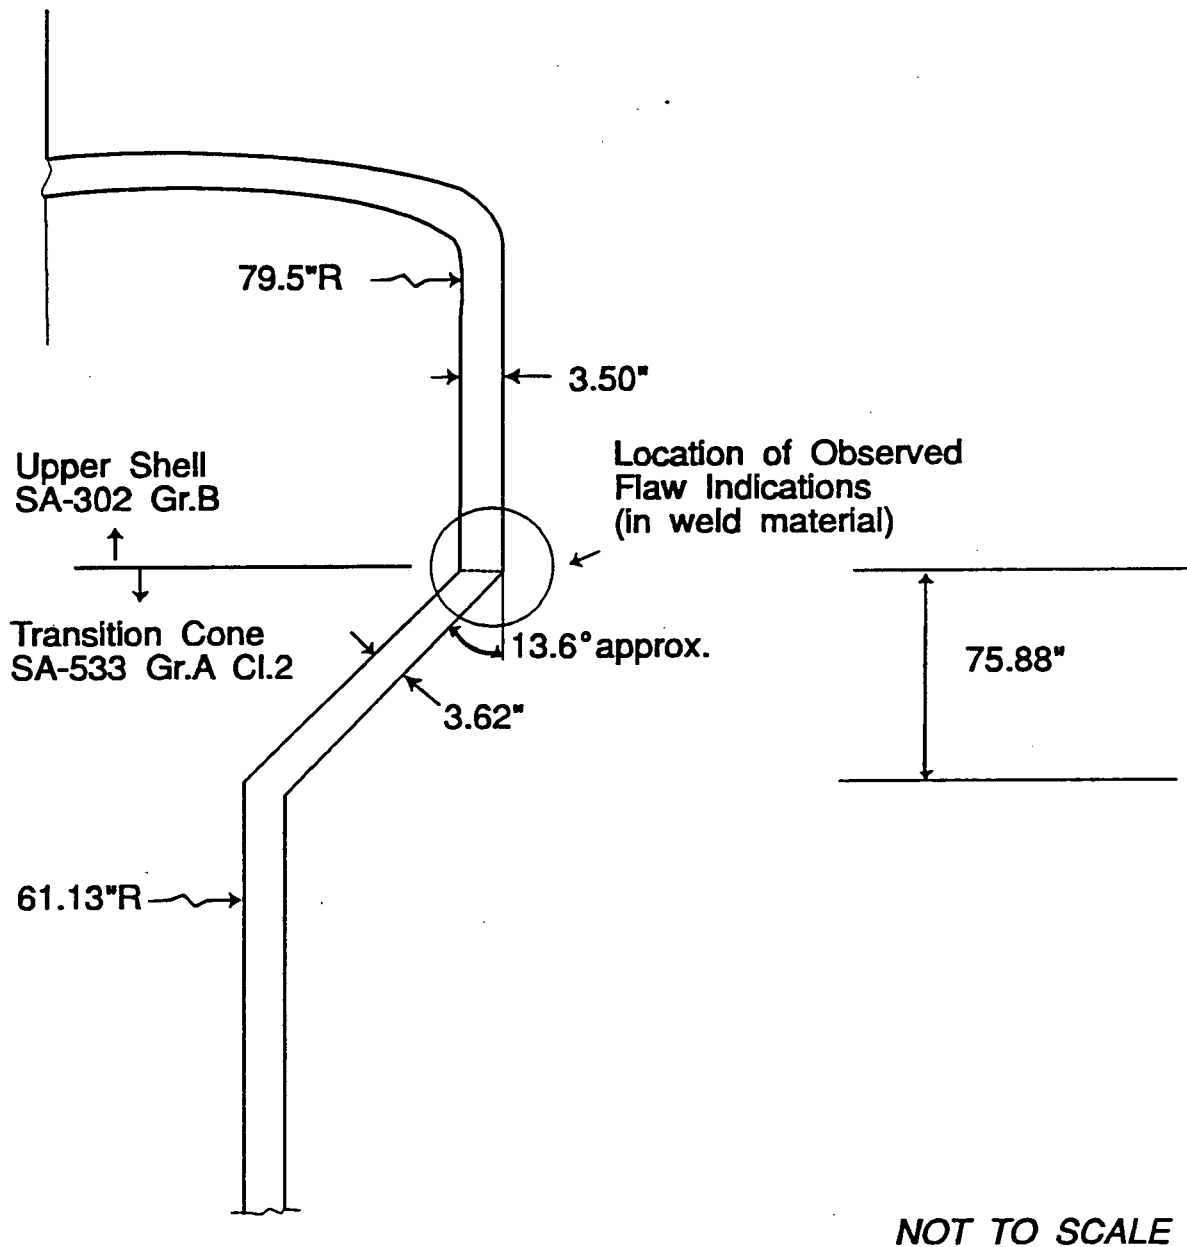 79.5"R
3.50"
Upper Shell
SA-302 Gr.B
Location of Observed
Flaw Indications
(in weld material)
Transition Cone
SA-533 Gr.A Cl.2
13.6° approx.
75.88"
3.62"
61.13"R
NOT TO SCALE